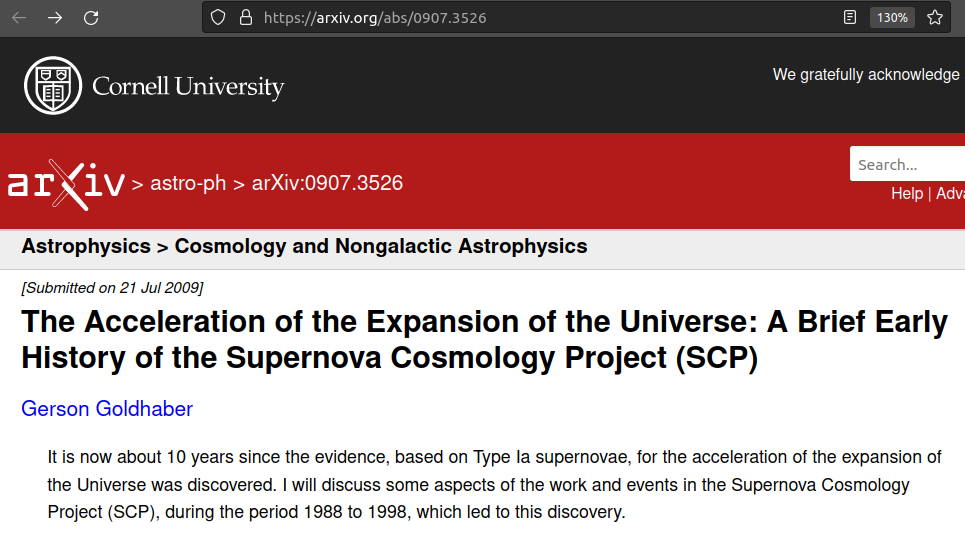 https://arxiv.org/abs/0907.3526
130%
Cornell University
We gratefully acknowledge
arXiv > astro-ph > arXiv:0907.3526
Search...
Help | Adva
Astrophysics > Cosmology and Nongalactic Astrophysics
[Submitted on 21 Jul 2009]
The Acceleration of the Expansion of the Universe: A Brief Early
History of the Supernova Cosmology Project (SCP)
Gerson Goldhaber
It is now about 10 years since the evidence, based on Type Ia supernovae, for the acceleration of the expansion of
the Universe was discovered. I will discuss some aspects of the work and events in the Supernova Cosmology
Project (SCP), during the period 1988 to 1998, which led to this discovery.